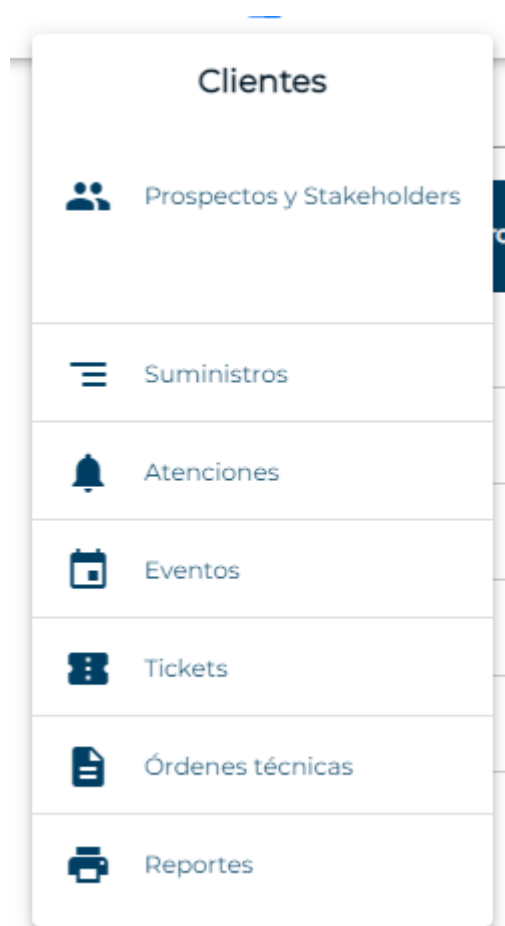 Clientes
Prospectos y Stakeholders
Suministros
Atenciones
Eventos
Tickets
Órdenes técnicas
Reportes